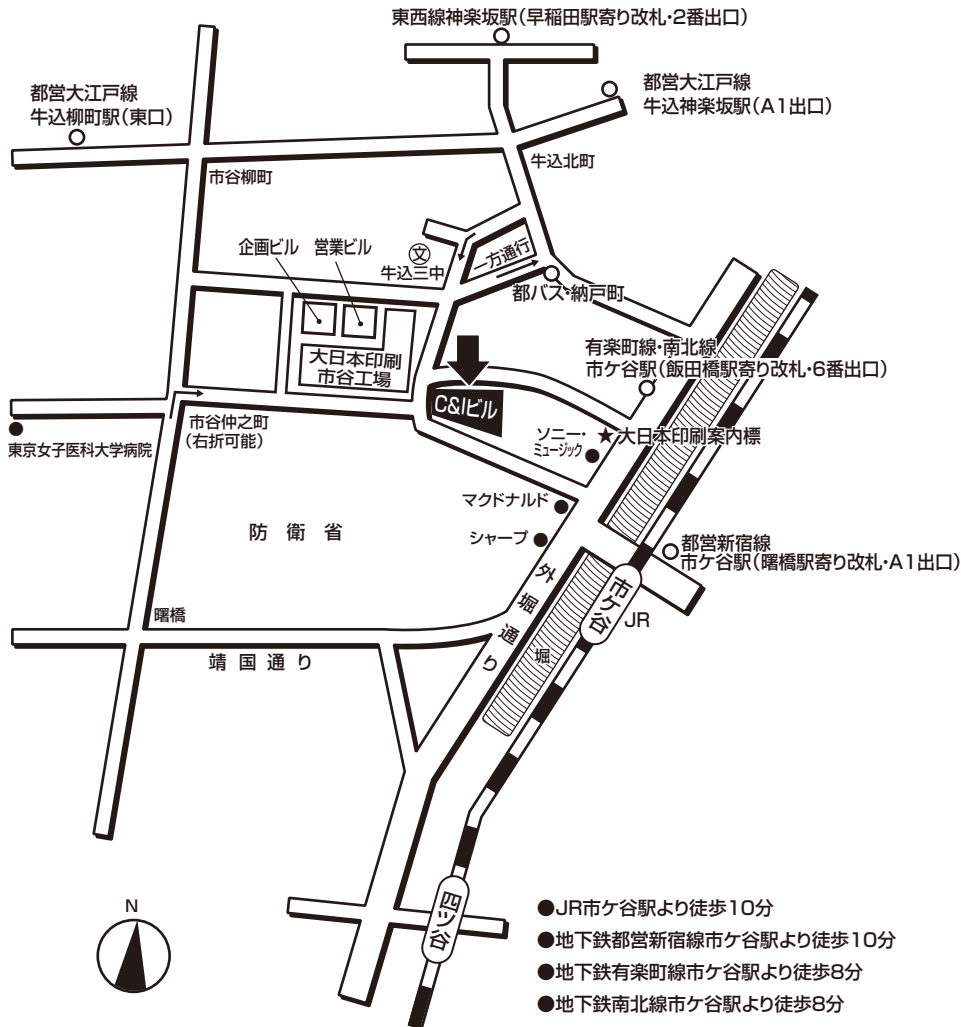 東西線神楽坂駅（早稲田駅寄り改札・2番出口）
都営大江戸線
牛込神楽坂駅（A1出口）
都営大江戸線
牛込柳町駅（東口）
牛込北町
市谷柳町
企画ビル
営業ビル
文
牛込三中
一方通行
都バス・納戸町
有楽町線・南北線
市ケ谷駅（飯田橋駅寄り改札・6番出口）
大日本印刷
市谷工場
C&Iビル
市谷仲之町
（右折可能）
東京女子医科大学病院
ソニー・
ミュージック
★大日本印刷案内標
マクドナルド
シャープ
防衛省
都営新宿線
市ケ谷駅（曙橋駅寄り改札・A1出口）
外堀通り
市ケ谷
JR
堀
曙橋
靖国通り
四ツ谷
N
●JR市ケ谷駅より徒歩10分
●地下鉄都営新宿線市ケ谷駅より徒歩10分
●地下鉄有楽町線市ケ谷駅より徒歩8分
●地下鉄南北線市ケ谷駅より徒歩8分